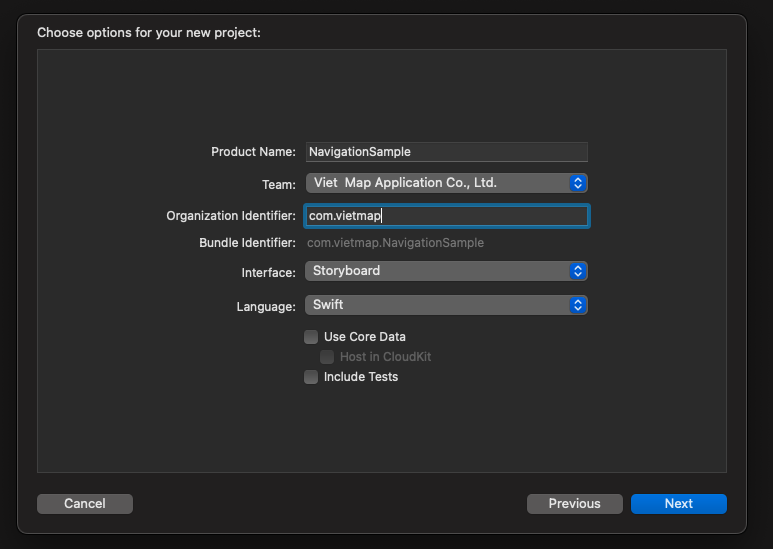 Choose options for your new project:
Product Name: NavigationSample
Team: Viet Map Application Co., Ltd.
Organization Identifier: com.vietmap
Bundle Identifier: com.vietmap.NavigationSample
Interface: Storyboard
Language: Swift
Use Core Data
Host in CloudKit
Include Tests
Cancel Previous Next